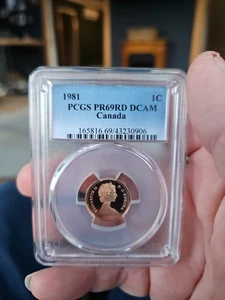 1981 1C
PCGS PR69RD DCAM
Canada
165816.69/43230906